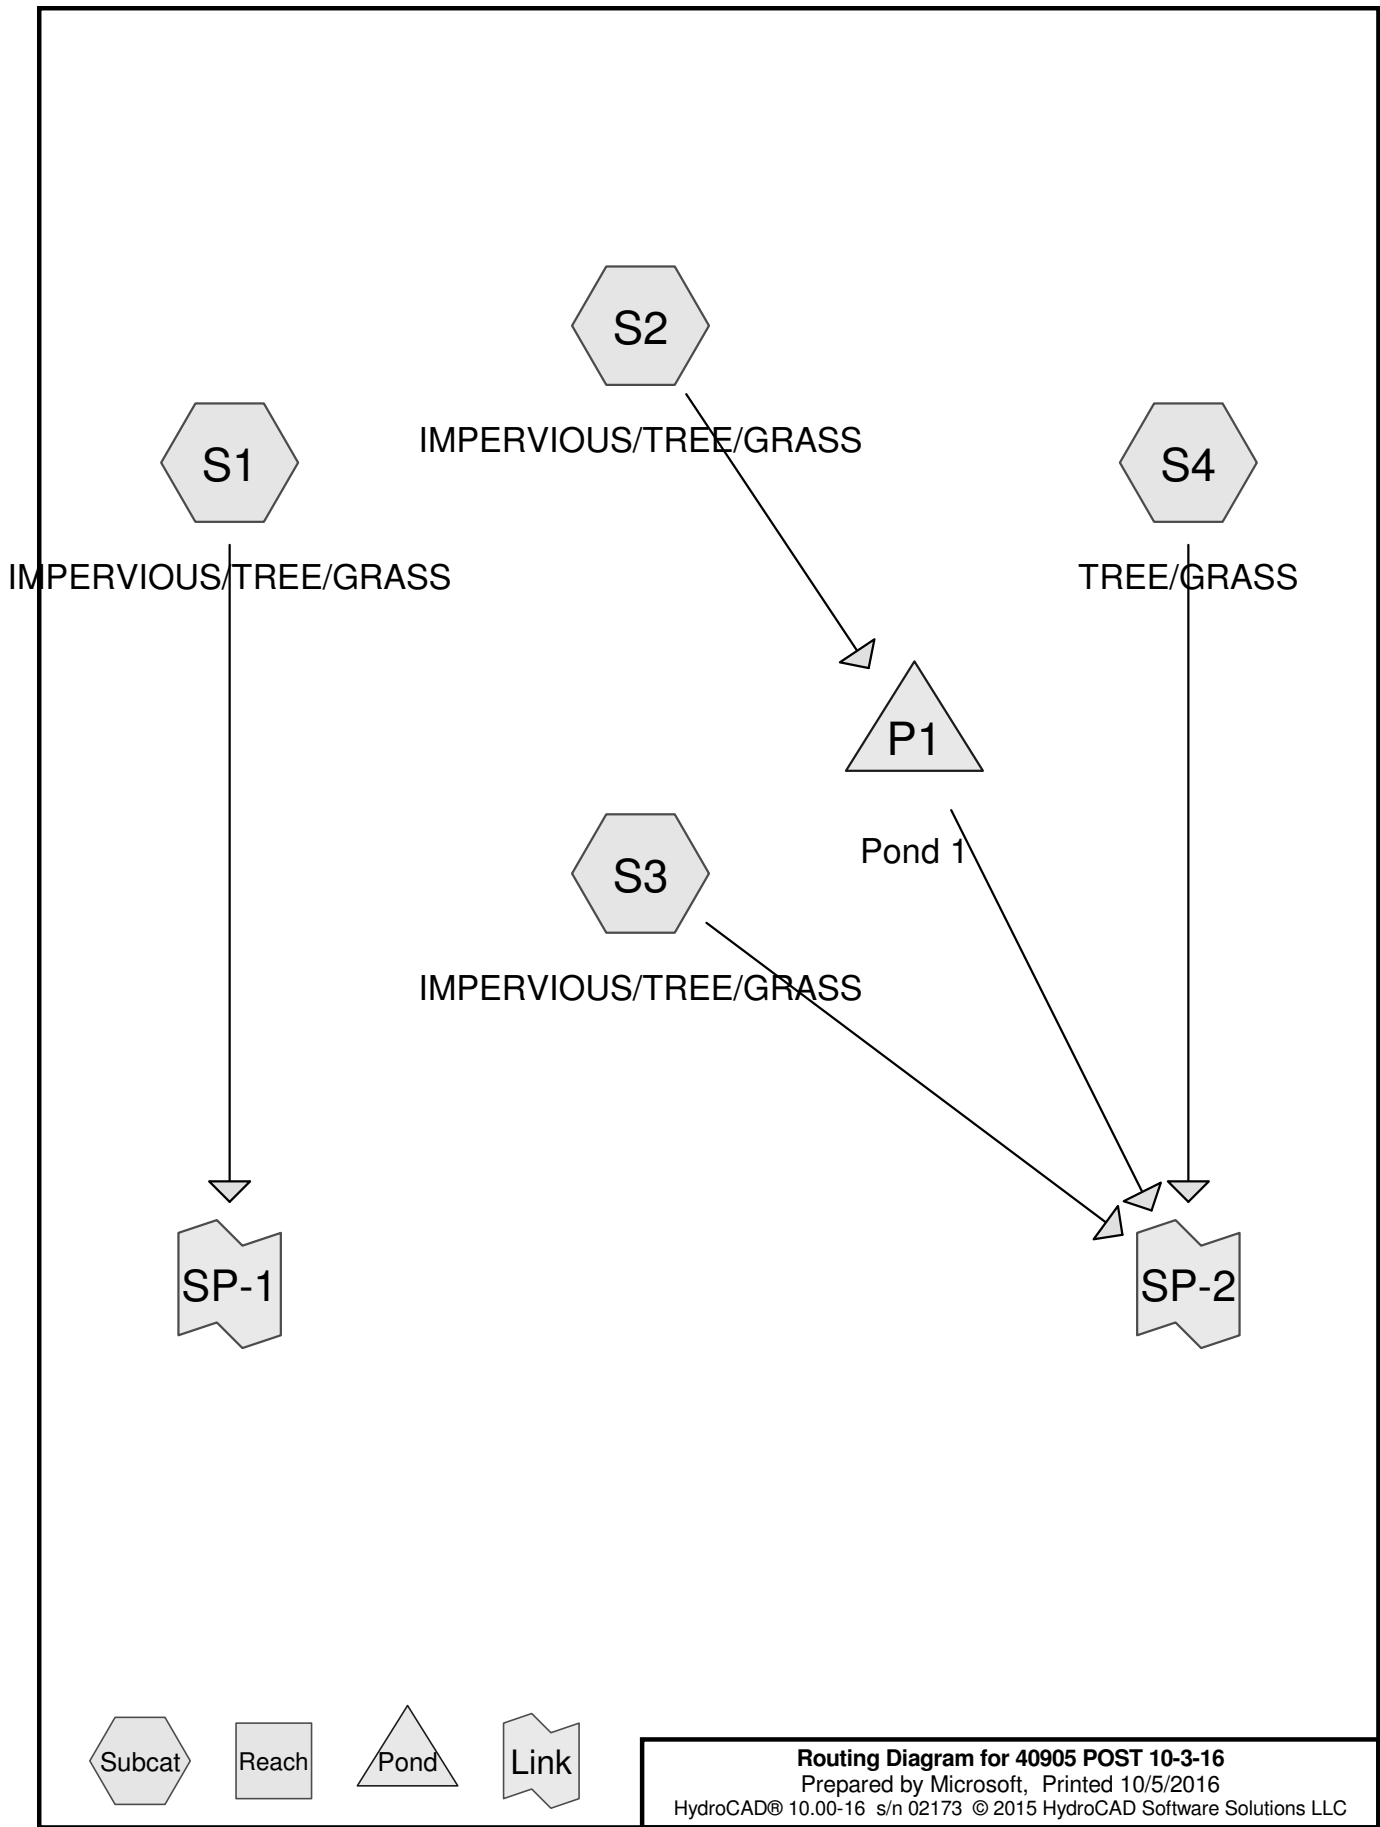 S2
IMPERVIOUS/TREE/GRASS
S1
IMPERVIOUS/TREE/GRASS
S4
TREE/GRASS
P1
Pond 1
S3
IMPERVIOUS/TREE/GRASS
SP-1
SP-2
Subcat
Reach
Pond
Link
Routing Diagram for 40905 POST 10-3-16
Prepared by Microsoft, Printed 10/5/2016
HydroCAD® 10.00-16 s/n 02173 © 2015 HydroCAD Software Solutions LLC